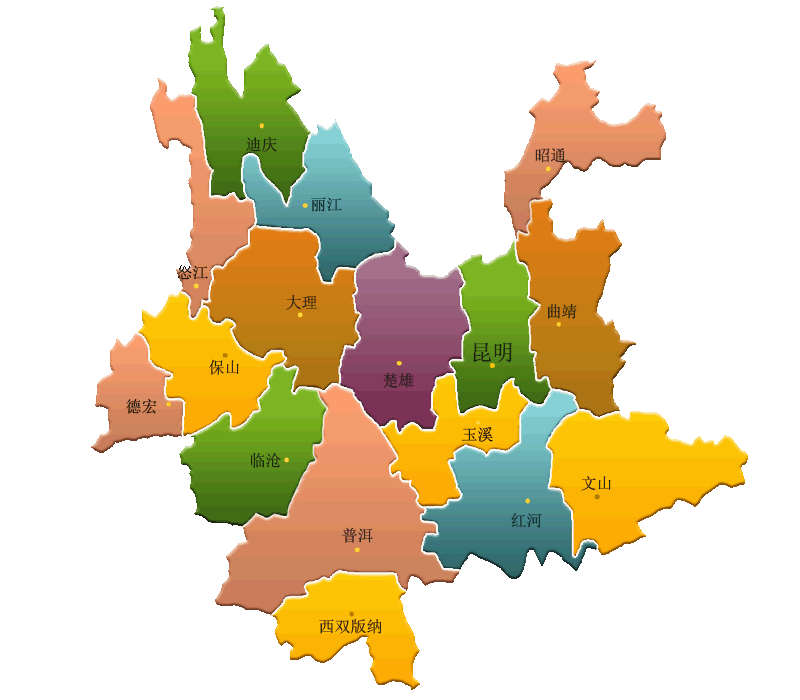 迪庆
昭通
丽江
怒江
大理
曲靖
昆明
保山
楚雄
德宏
玉溪
临沧
文山
红河
普洱
西双版纳